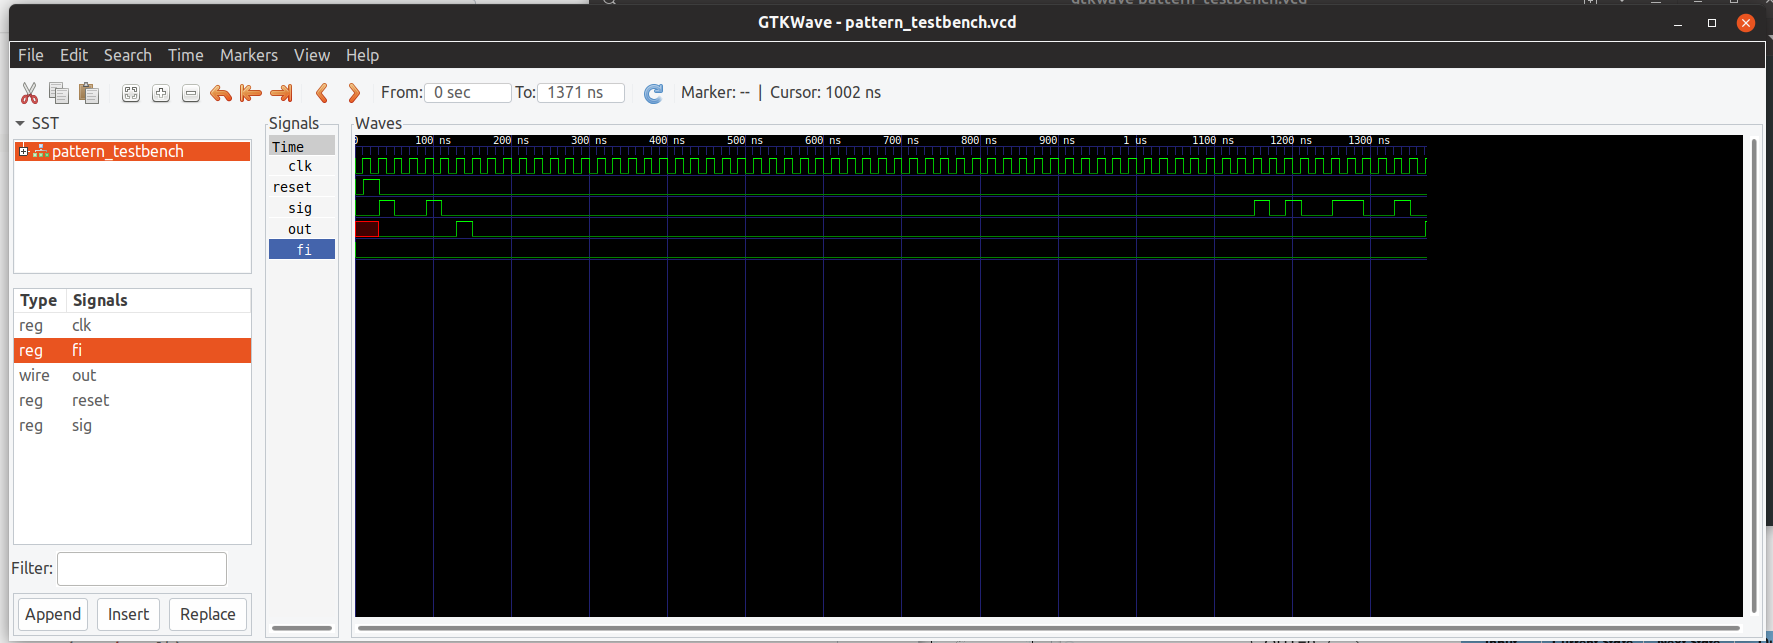 gtkwave pattern_testbench.vcd
GTKWave - pattern_testbench.vcd
File Edit Search Time Markers View Help
From: 0 sec To: 1371 ns Marker: -- | Cursor: 1002 ns
SST
pattern_testbench
Signals
Time
clk
reset
sig
out
fi
Waves
0 100 ns 200 ns 300 ns 400 ns 500 ns 600 ns 700 ns 800 ns 900 ns 1 us 1100 ns 1200 ns 1300 ns
Type Signals
reg clk
reg fi
wire out
reg reset
reg sig
Filter:
Append Insert Replace